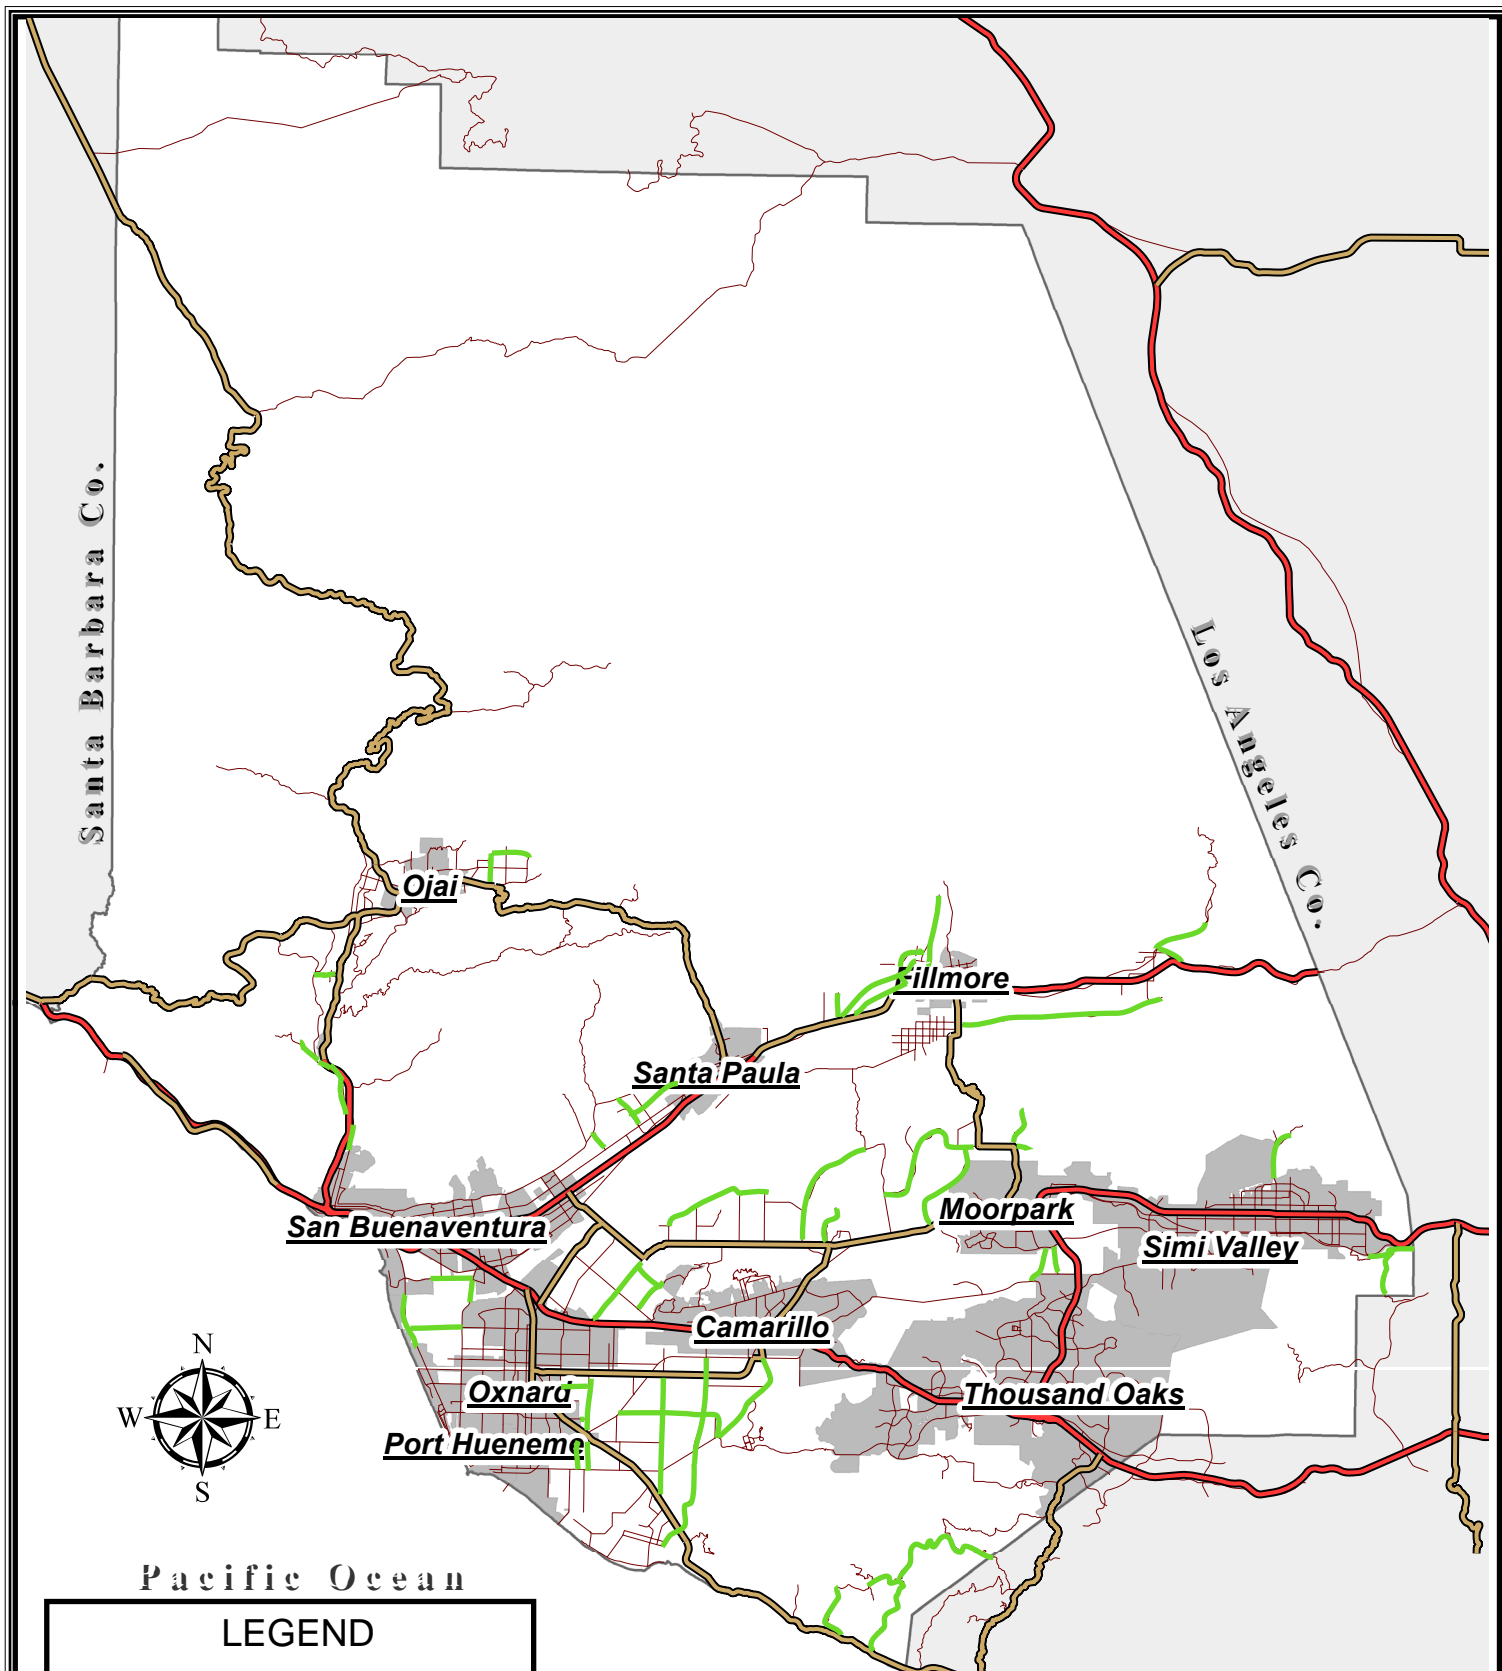 Santa Barbara Co.
Los Angeles Co.
Ojai
Fillmore
Santa Paula
Moorpark
San Buenaventura
Simi Valley
Camarillo
N
W E
S
Oxnard
Thousand Oaks
Port Hueneme
Pacific Ocean
LEGEND